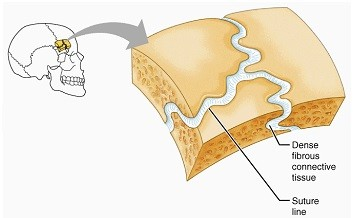 Dense
fibrous
connective
tissue
Suture
line